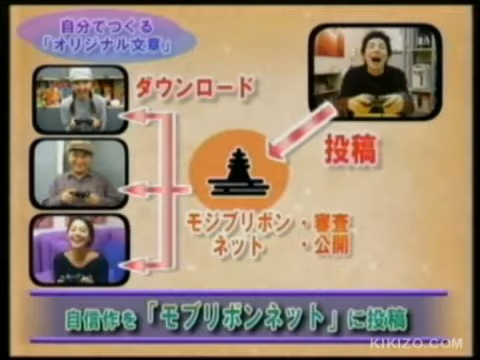 自分でつくる
「オリジナル文章」
ダウンロード
投稿
モジブリボン
ネット
・審査
・公開
自信作を「モブリボンネット」に投稿
KIKIZO.COM